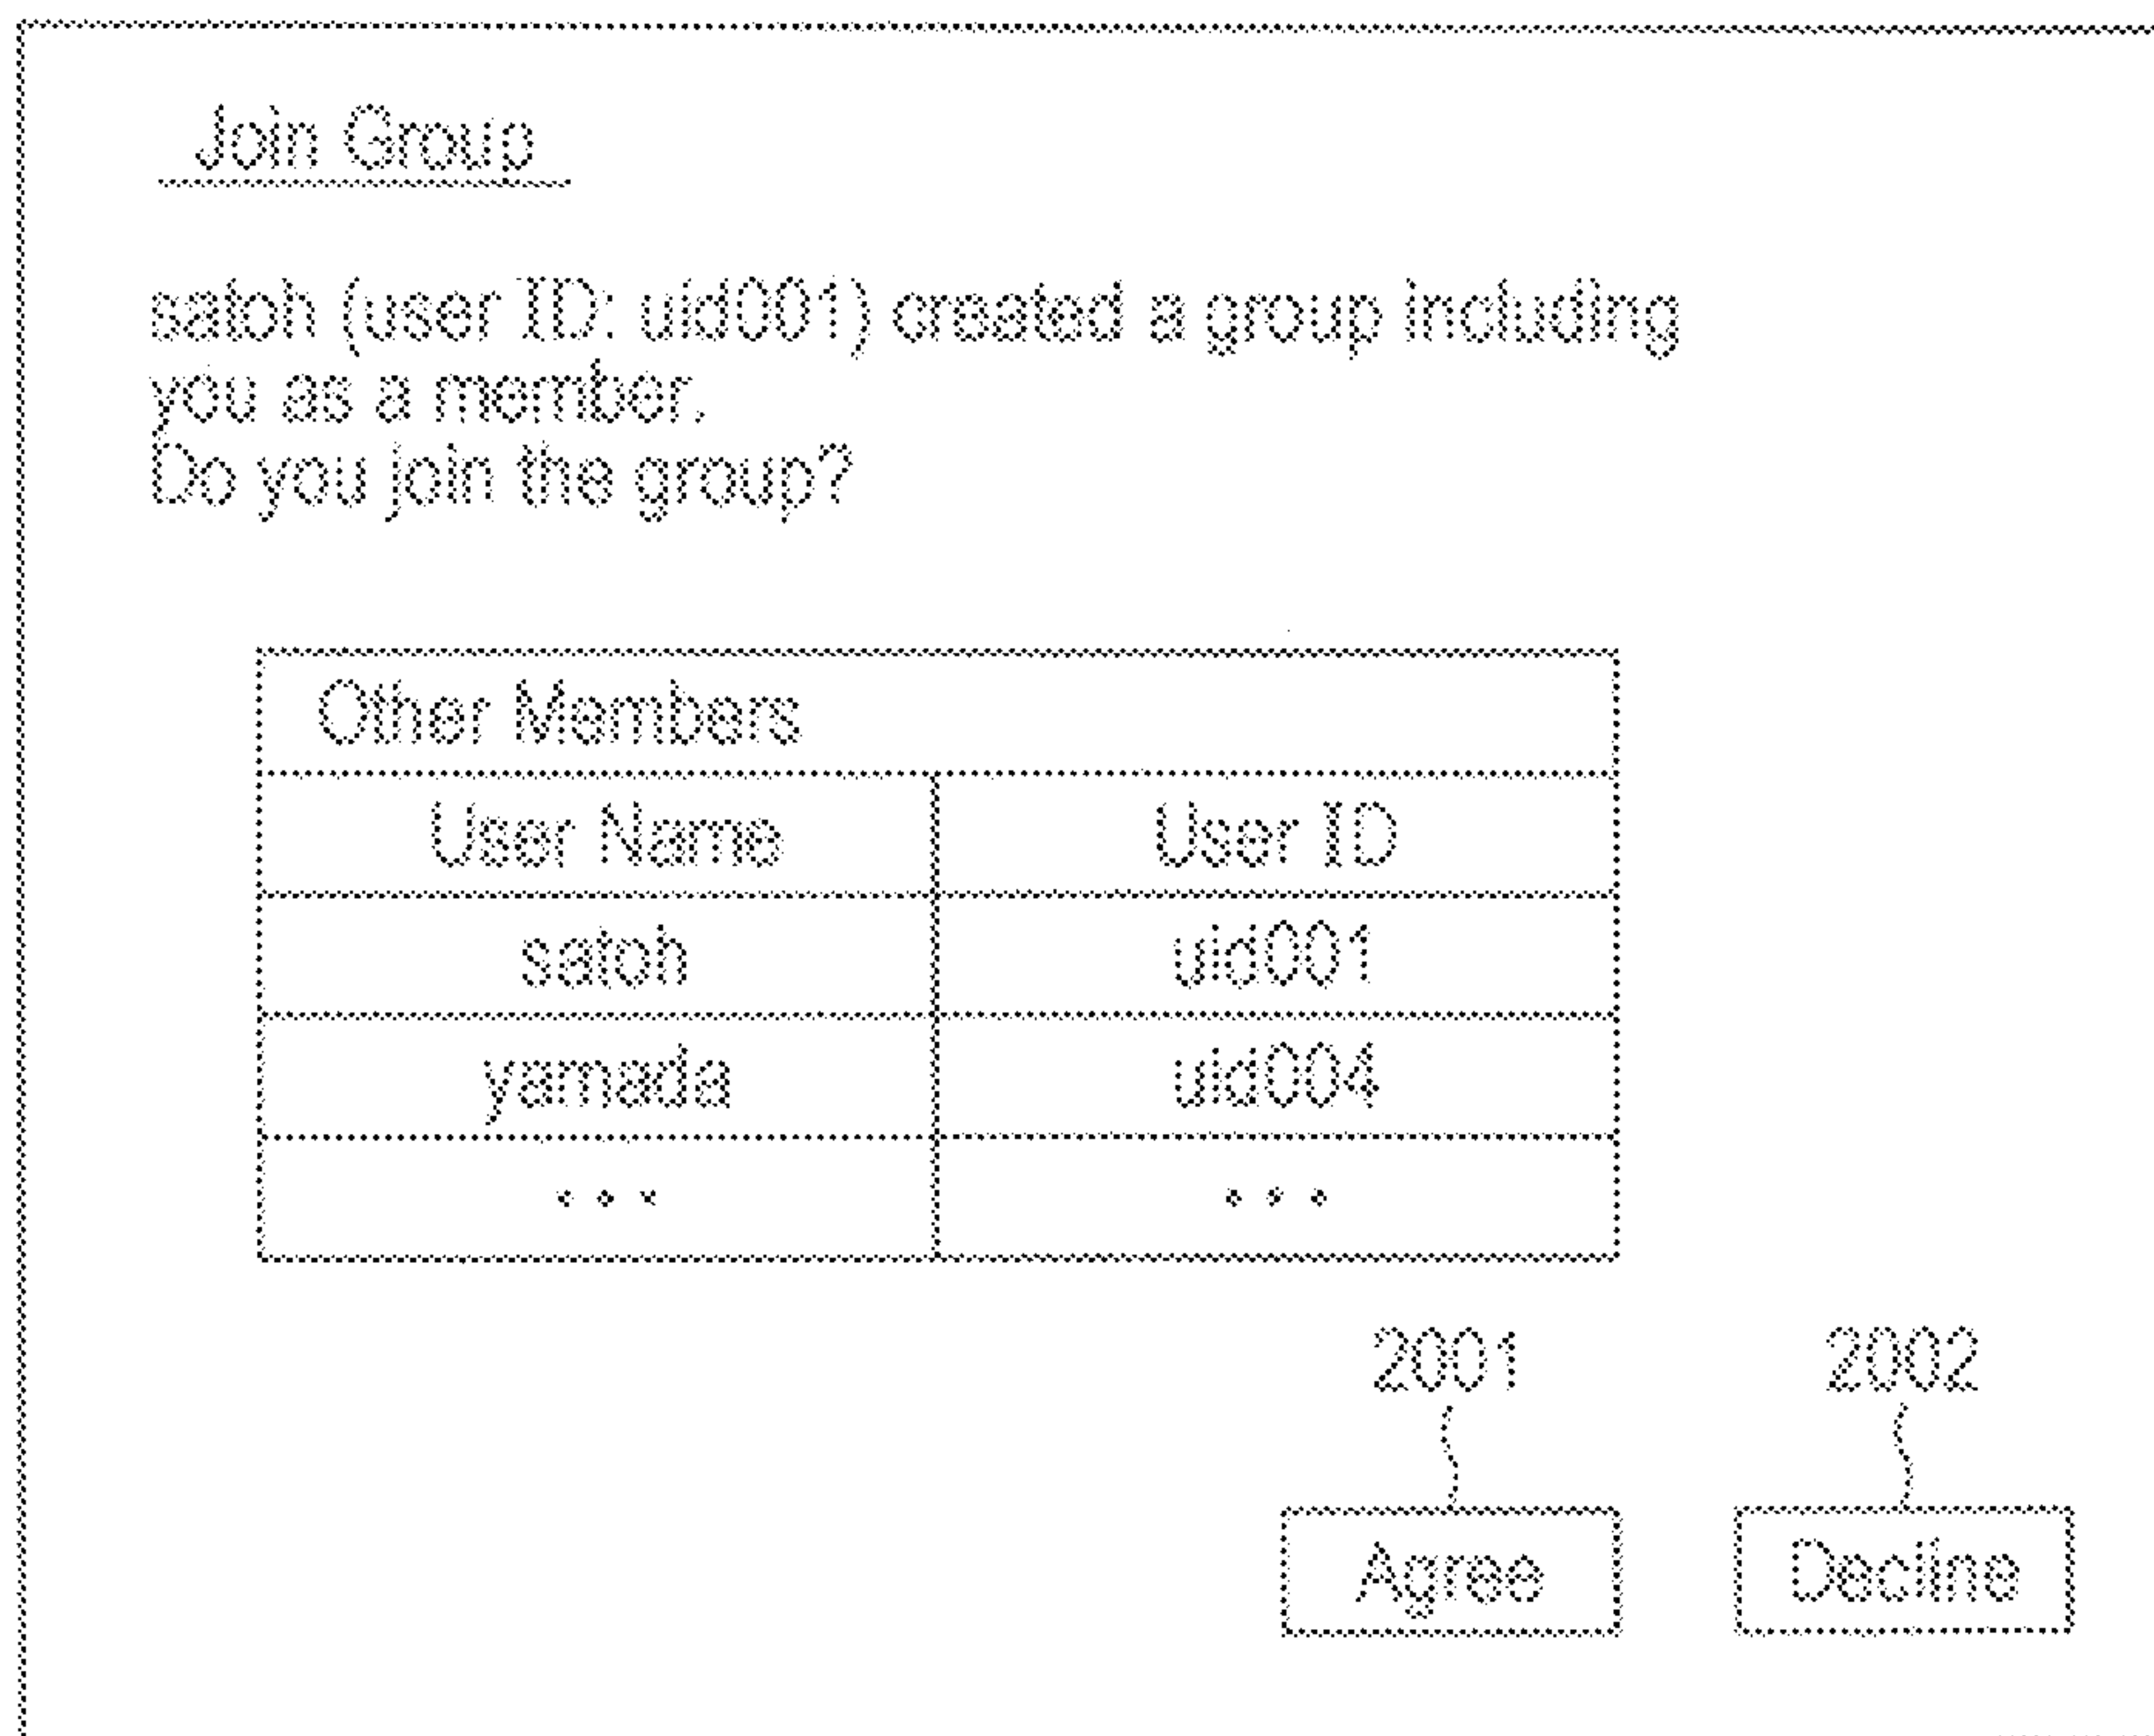 Join Group
satoh (user ID: uid001) created a group including
you as a member.
Do you join the group?
Other Members
User Name User ID
satoh uid001
yamada uid004
... ...
2001 2002
Agree Decline